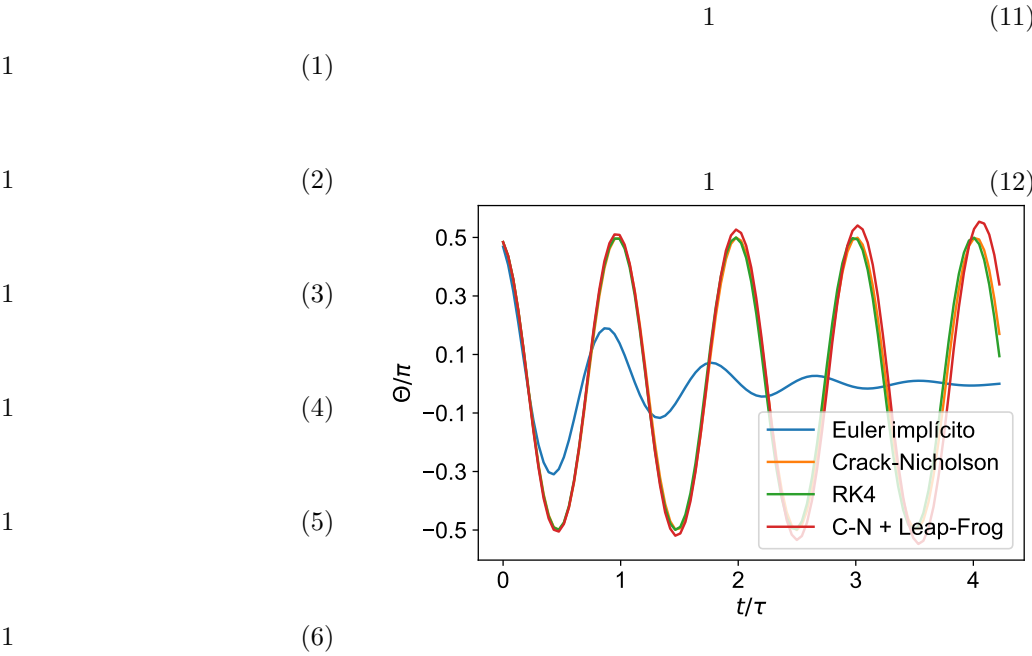 1 (1)
1 (2)
1 (3)
1 (4)
1 (5)
1 (6)
1 (11)
1 (12)
0.5
0.3
0.1
−0.1
−0.3
−0.5
Θ/π
Euler implícito
Crack-Nicholson
RK4
C-N + Leap-Frog
0 1 2 3 4
t/τ